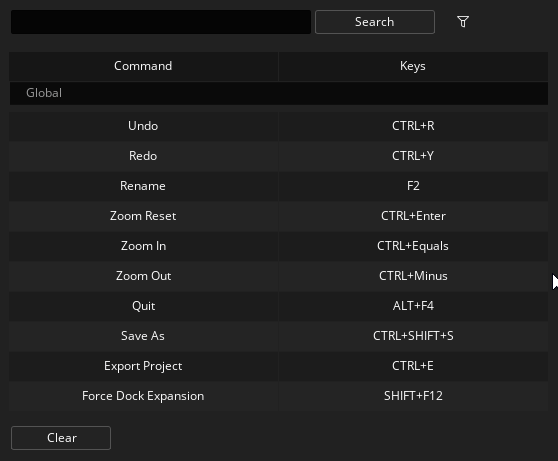 Search
Command Keys
Global
Undo CTRL+R
Redo CTRL+Y
Rename F2
Zoom Reset CTRL+Enter
Zoom In CTRL+Equals
Zoom Out CTRL+Minus
Quit ALT+F4
Save As CTRL+SHIFT+S
Export Project CTRL+E
Force Dock Expansion SHIFT+F12
Clear